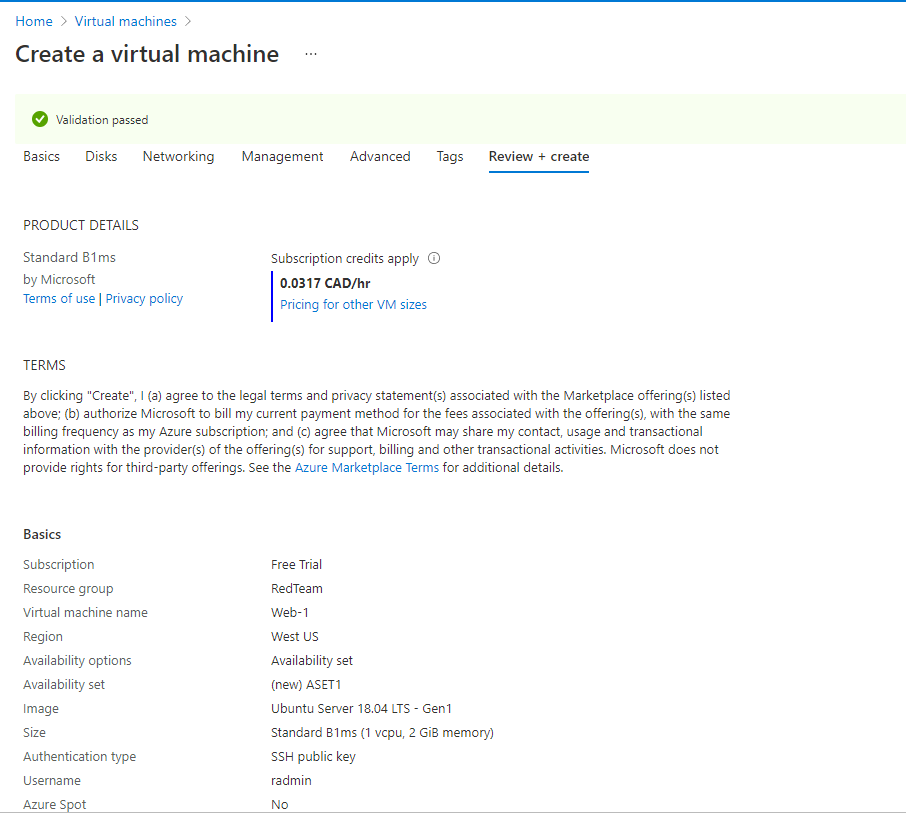 Home > Virtual machines >
Create a virtual machine ...
Validation passed
Basics Disks Networking Management Advanced Tags Review + create
PRODUCT DETAILS
Standard B1ms
by Microsoft
Terms of use | Privacy policy
Subscription credits apply
0.0317 CAD/hr
Pricing for other VM sizes
TERMS
By clicking "Create", I (a) agree to the legal terms and privacy statement(s) associated with the Marketplace offering(s) listed
above; (b) authorize Microsoft to bill my current payment method for the fees associated with the offering(s), with the same
billing frequency as my Azure subscription; and (c) agree that Microsoft may share my contact, usage and transactional
information with the provider(s) of the offering(s) for support, billing and other transactional activities. Microsoft does not
provide rights for third-party offerings. See the Azure Marketplace Terms for additional details.
Basics
Subscription Free Trial
Resource group RedTeam
Virtual machine name Web-1
Region West US
Availability options Availability set
Availability set (new) ASET1
Image Ubuntu Server 18.04 LTS - Gen1
Size Standard B1ms (1 vcpu, 2 GiB memory)
Authentication type SSH public key
Username radmin
Azure Spot No